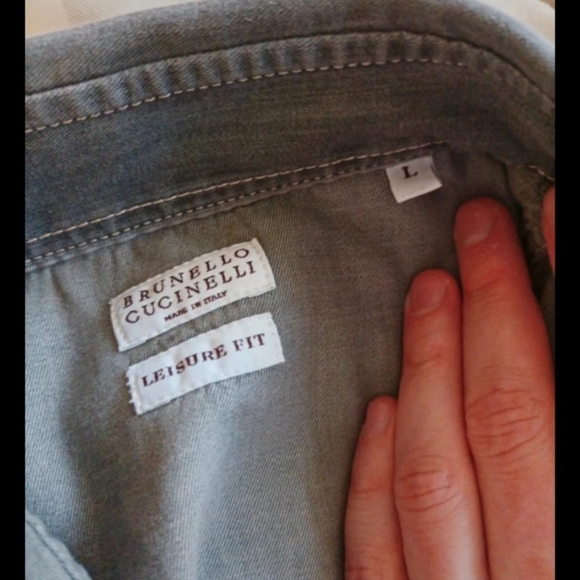 L
BRUNELLO
CUCINELLI
MADE IN ITALY
LEISURE FIT